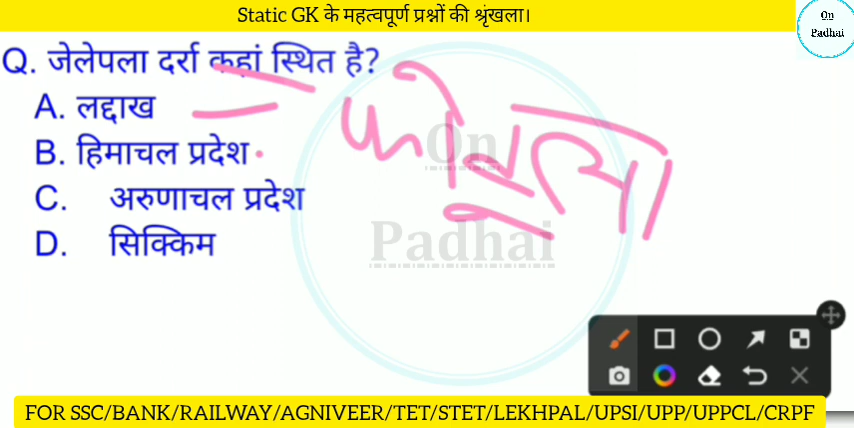 Static GK के महत्वपूर्ण प्रश्नों की श्रृंखला।
On
Padhai
Q. जेलेपला दर्रा कहां स्थित है?
A. लद्दाख
B. हिमाचल प्रदेश
C. अरुणाचल प्रदेश
D. सिक्किम
On
Padhai
FOR SSC/BANK/RAILWAY/AGNIVEER/TET/STET/LEKHPAL/UPSI/UPP/UPPCL/CRPF